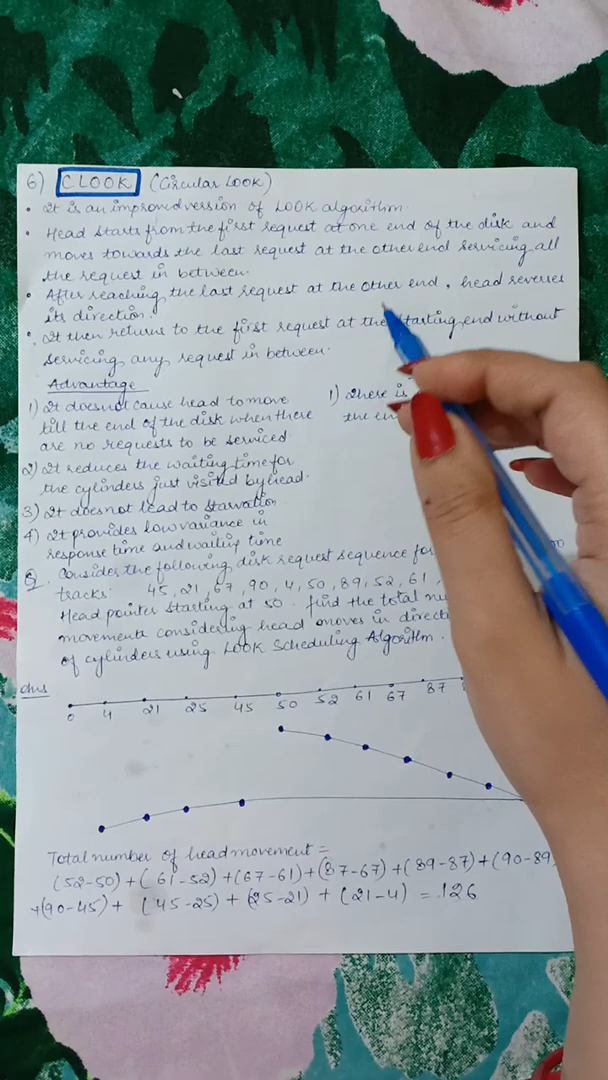 6) CLOOK (Circular LOOK)
• It is an improved version of LOOK algorithm.
• Head starts from the first request at one end of the disk and
moves towards the last request at the other end servicing all
the request in between.
• After reaching the last request at the other end, head reverses
its direction.
• It then returns to the first request at the starting end without
servicing any request in between.
Advantage
1) It doesnot cause head to move
till the end of the disk when there
are no requests to be serviced
2) It reduces the waiting time for
the cylinders just visited by head.
3) It doesnot lead to starvation
4) It provides low variance in
response time and waiting time
1) There is
the en
Q. Consider the following disk request sequence for 00
tracks: 45, 21, 67, 90, 4, 50, 89, 52, 61,
Head pointer starting at 50. find the total nu
movements considering head moves in direct
of cylinders using LOOK Scheduling Algorithm.
Ans
0 4 21 25 45 50 52 61 67 87
Total number of head movement =
(52-50) + (61-52) + (67-61) + (87-67) + (89-87) + (90-89)
+(90-45) + (45-25) + (25-21) + (21-4) = 126